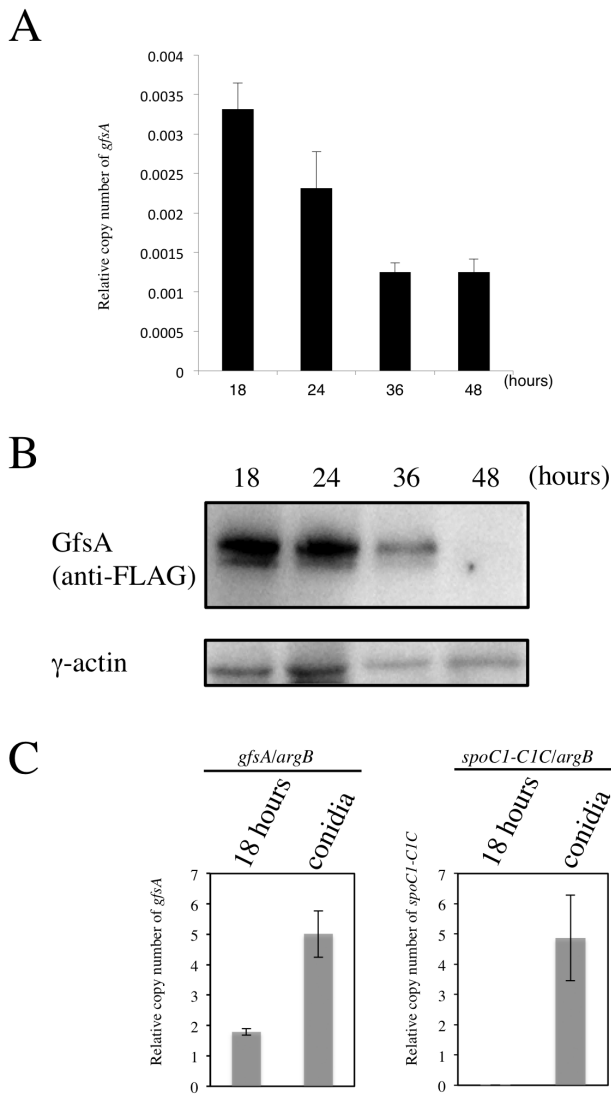 A
Relative copy number of gfsA
0.004
0.0035
0.003
0.0025
0.002
0.0015
0.001
0.0005
0
18 24 36 48 (hours)
B
18 24 36 48 (hours)
GfsA
(anti-FLAG)
γ-actin
C
gfsA/argB
18 hours conidia
Relative copy number of gfsA
7
6
5
4
3
2
1
0
spoC1-C1C/argB
18 hours conidia
Relative copy number of spoC1-C1C
7
6
5
4
3
2
1
0